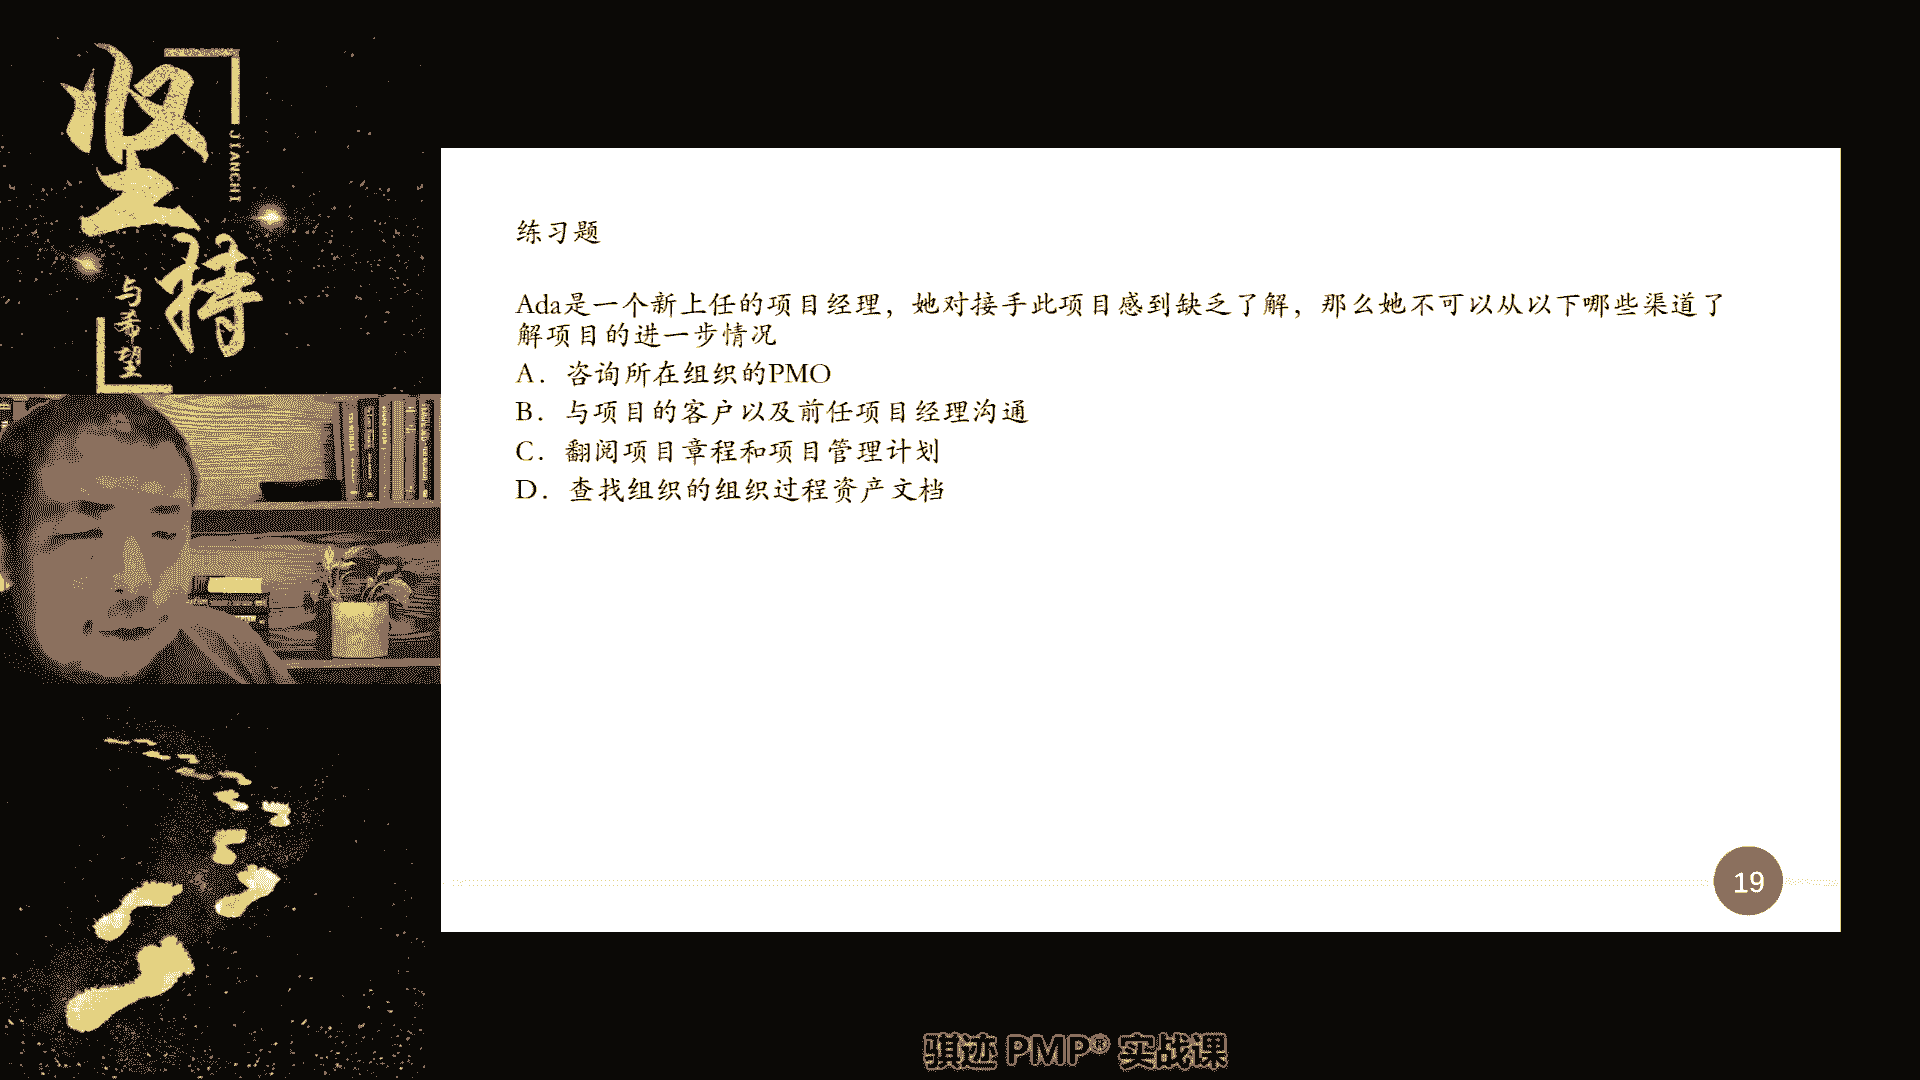 坚持
JIANCHI
与希望
练习题
Ada是一个新上任的项目经理，她对接手此项目感到缺乏了解，那么她不可以从以下哪些渠道了
解项目的进一步情况
A．咨询所在组织的PMO
B．与项目的客户以及前任项目经理沟通
C．翻阅项目章程和项目管理计划
D．查找组织的组织过程资产文档
19
骐迹 PMP® 实战课